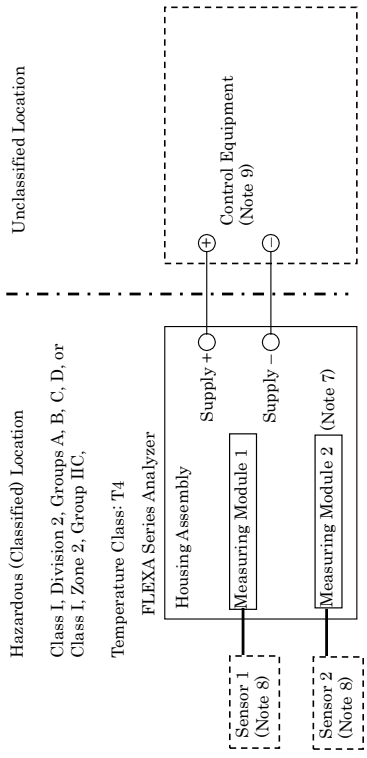 Hazardous (Classified) Location
Unclassified Location
Class I, Division 2, Groups A, B, C, D, or
Class I, Zone 2, Group IIC,
Temperature Class: T4
FLEXA Series Analyzer
Housing Assembly
Supply +
+
Control Equipment
(Note 9)
Sensor 1
(Note 8)
Measuring Module 1
Supply −
−
Sensor 2
(Note 8)
Measuring Module 2
(Note 7)